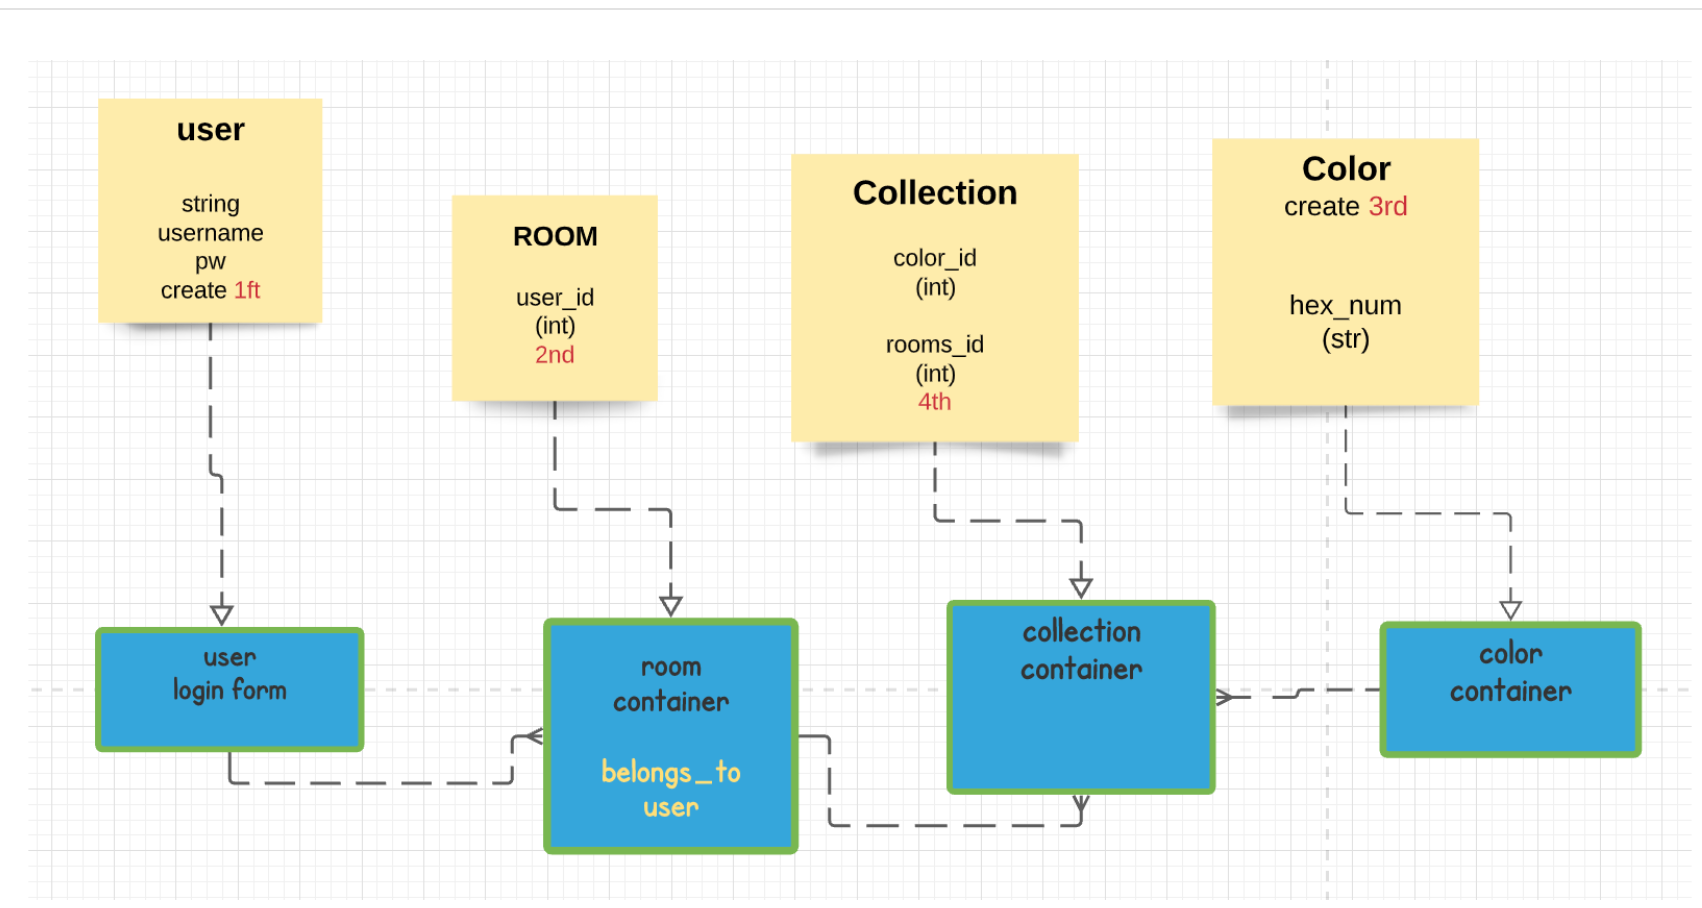 user
string
username
pw
create 1ft
ROOM
user_id
(int)
2nd
Collection
color_id
(int)
rooms_id
(int)
4th
Color
create 3rd
hex_num
(str)
user
login form
room
container
belongs_to
user
collection
container
color
container